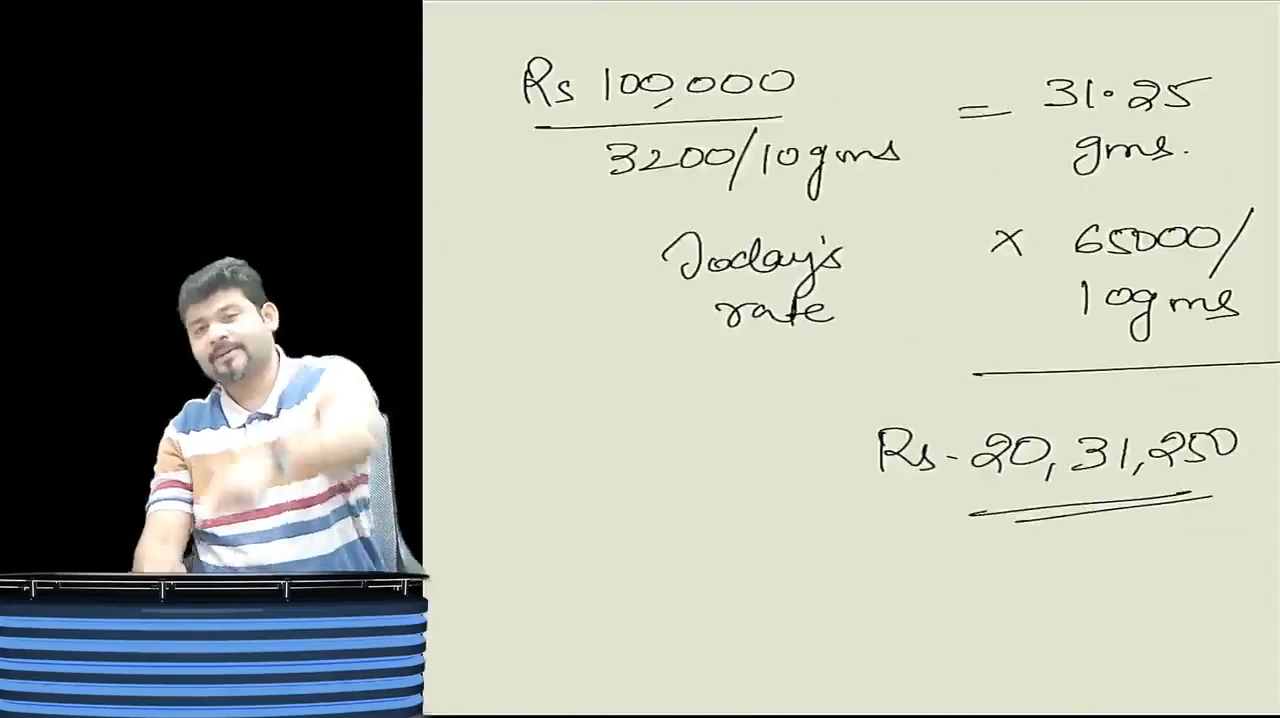 Rs 100,000 = 31.25
3200/10gms gms.
Today's × 65000/
rate 10gms
Rs - 20,31,250